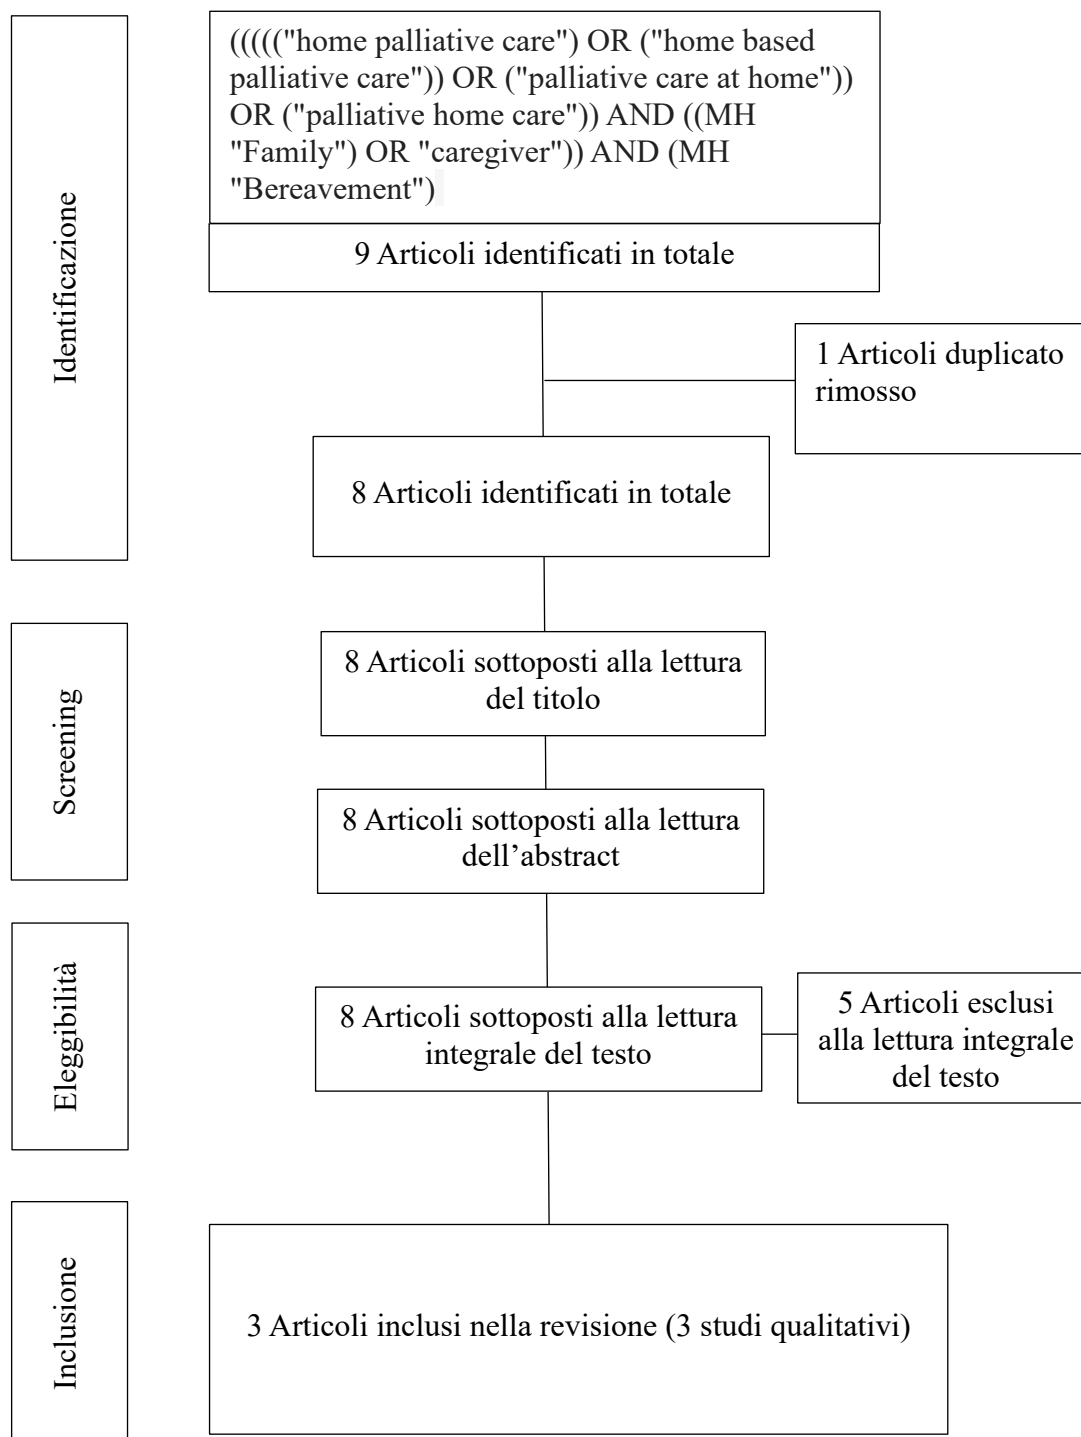 Identificazione
((((("home palliative care") OR ("home based
palliative care")) OR ("palliative care at home"))
OR ("palliative home care")) AND ((MH
"Family") OR "caregiver")) AND (MH
"Bereavement")
9 Articoli identificati in totale
1 Articoli duplicato
rimosso
8 Articoli identificati in totale
Screening
8 Articoli sottoposti alla lettura
del titolo
8 Articoli sottoposti alla lettura
dell’abstract
Eleggibilità
8 Articoli sottoposti alla lettura
integrale del testo
5 Articoli esclusi
alla lettura integrale
del testo
Inclusione
3 Articoli inclusi nella revisione (3 studi qualitativi)